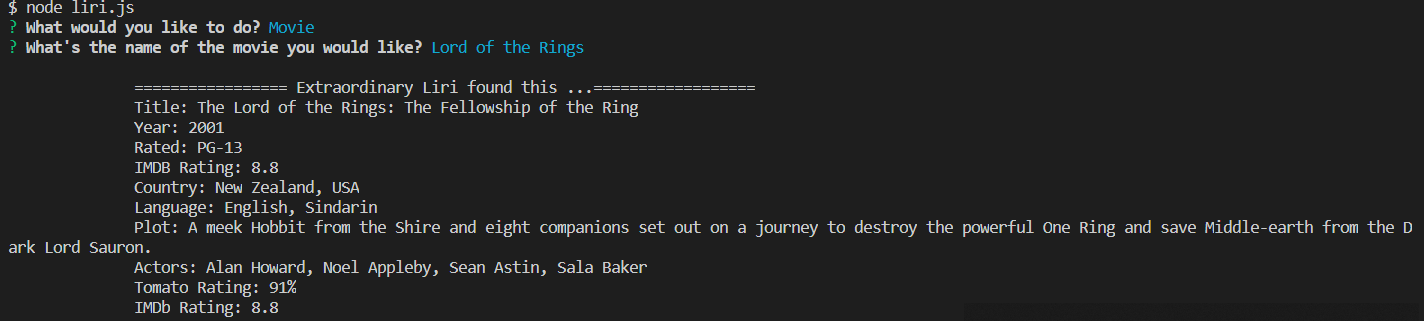 $ node liri.js
? What would you like to do? Movie
? What's the name of the movie you would like? Lord of the Rings
================= Extraordinary Liri found this ...==================
Title: The Lord of the Rings: The Fellowship of the Ring
Year: 2001
Rated: PG-13
IMDB Rating: 8.8
Country: New Zealand, USA
Language: English, Sindarin
Plot: A meek Hobbit from the Shire and eight companions set out on a journey to destroy the powerful One Ring and save Middle-earth from the D
ark Lord Sauron.
Actors: Alan Howard, Noel Appleby, Sean Astin, Sala Baker
Tomato Rating: 91%
IMDb Rating: 8.8